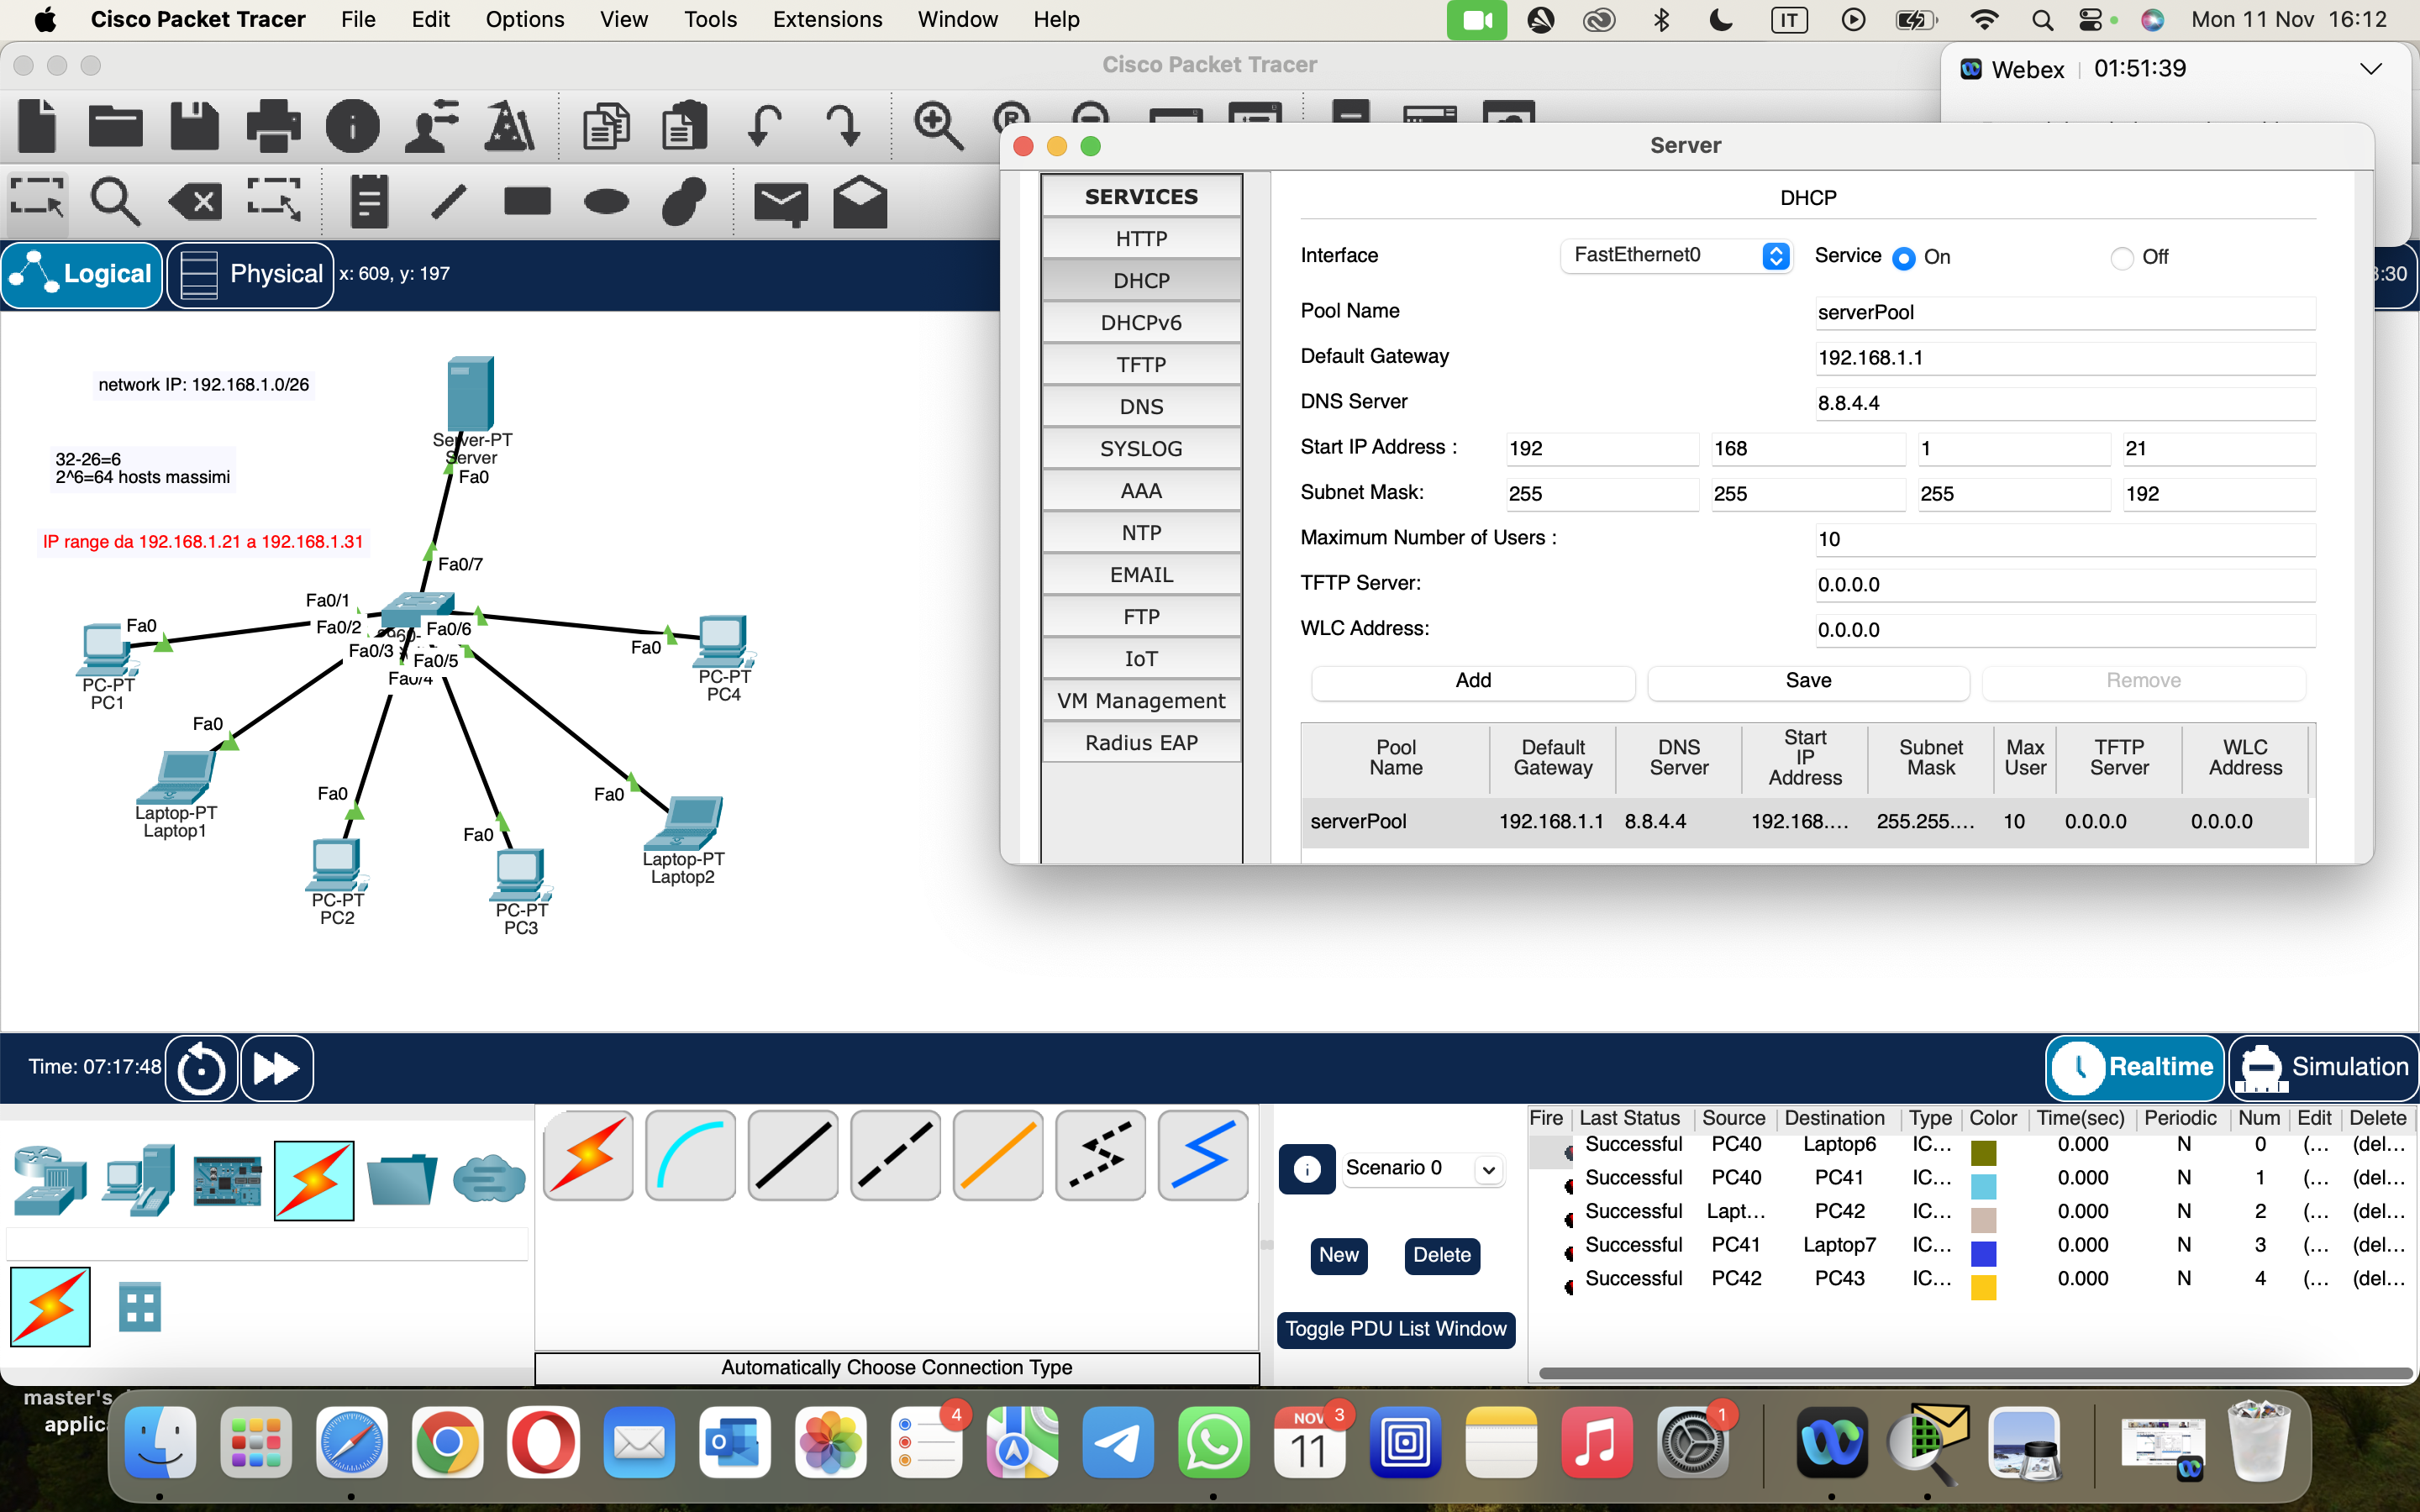 Cisco Packet Tracer File Edit Options View Tools Extensions Window Help IT Mon 11 Nov 16:12
Cisco Packet Tracer
Webex 01:51:39
Logical Physical x: 609, y: 197
:30
network IP: 192.168.1.0/26
32-26=6
2^6=64 hosts massimi
IP range da 192.168.1.21 a 192.168.1.31
Server-PT
Server
Fa0
Fa0/7
Fa0/1
Fa0/2
Fa0/6
Fa0/3
Fa0/5
Fa0/4
Fa0
PC-PT
PC1
Fa0
PC-PT
PC4
Fa0
Laptop-PT
Laptop1
Fa0
PC-PT
PC2
Fa0
PC-PT
PC3
Fa0
Laptop-PT
Laptop2
Server
SERVICES
HTTP
DHCP
DHCPv6
TFTP
DNS
SYSLOG
AAA
NTP
EMAIL
FTP
IoT
VM Management
Radius EAP
DHCP
Interface FastEthernet0 Service On Off
Pool Name serverPool
Default Gateway 192.168.1.1
DNS Server 8.8.4.4
Start IP Address : 192 168 1 21
Subnet Mask: 255 255 255 192
Maximum Number of Users : 10
TFTP Server: 0.0.0.0
WLC Address: 0.0.0.0
Add Save Remove
Pool Name Default Gateway DNS Server Start IP Address Subnet Mask Max User TFTP Server WLC Address
serverPool 192.168.1.1 8.8.4.4 192.168.... 255.255.... 10 0.0.0.0 0.0.0.0
Time: 07:17:48 Realtime Simulation
Automatically Choose Connection Type
Scenario 0
New Delete
Toggle PDU List Window
Fire Last Status Source Destination Type Color Time(sec) Periodic Num Edit Delete
Successful PC40 Laptop6 IC... 0.000 N 0 (... (del...
Successful PC40 PC41 IC... 0.000 N 1 (... (del...
Successful Lapt... PC42 IC... 0.000 N 2 (... (del...
Successful PC41 Laptop7 IC... 0.000 N 3 (... (del...
Successful PC42 PC43 IC... 0.000 N 4 (... (del...
master's
applic
4
NOV 3
11
1